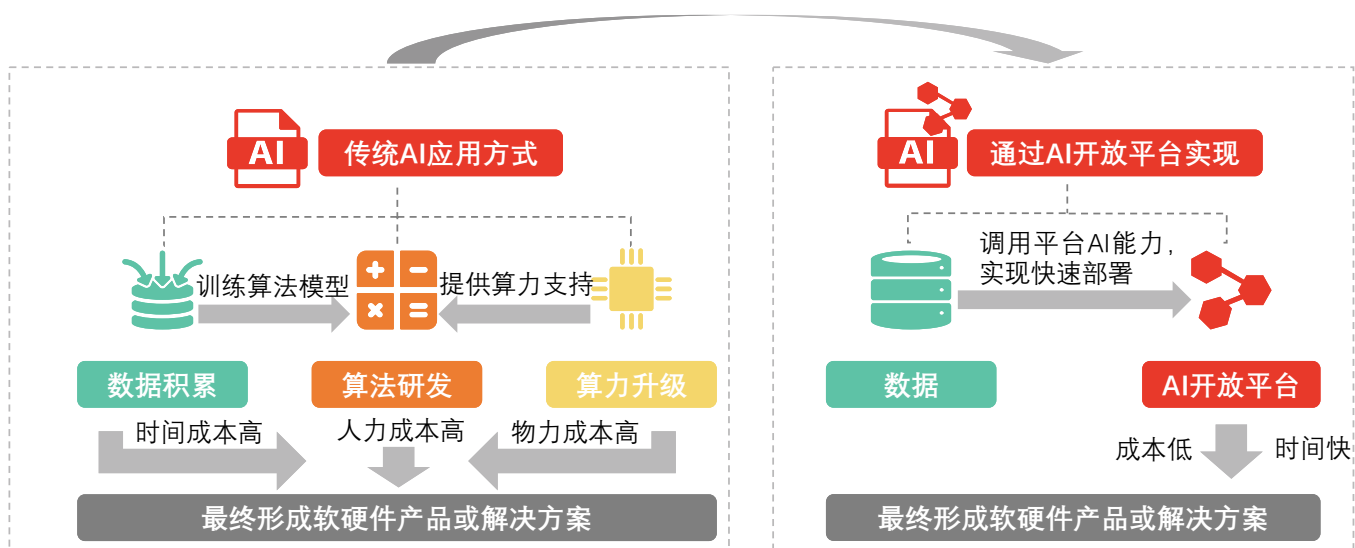 AI
传统AI应用方式
训练算法模型
提供算力支持
数据积累
算法研发
算力升级
时间成本高
人力成本高
物力成本高
最终形成软硬件产品或解决方案
AI
通过AI开放平台实现
调用平台AI能力，
实现快速部署
数据
AI开放平台
成本低
时间快
最终形成软硬件产品或解决方案